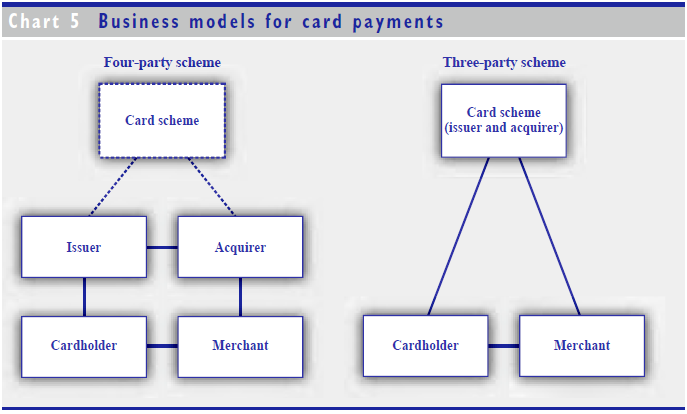 Chart 5 Business models for card payments
Four-party scheme
Card scheme
Issuer
Acquirer
Cardholder
Merchant
Three-party scheme
Card scheme
(issuer and acquirer)
Cardholder
Merchant